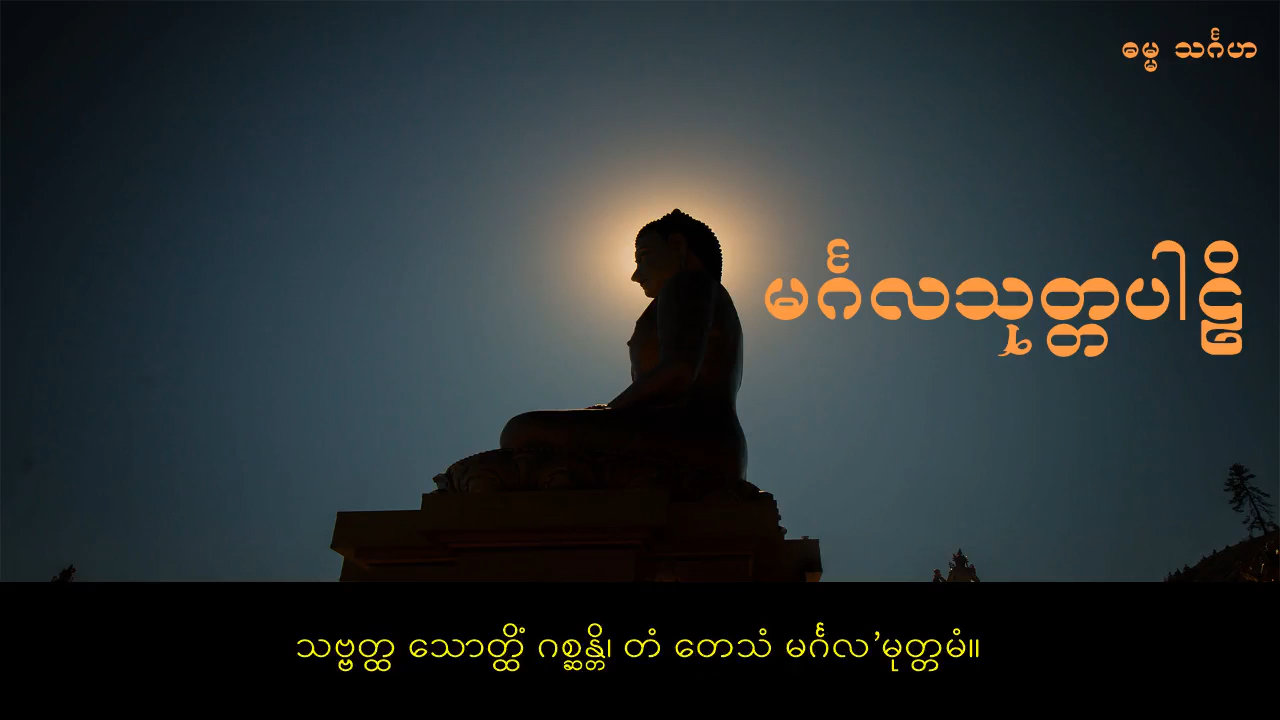 ဓမ္မ သင်္ဂဟ
မင်္ဂလသုတ္တပါဠိ
သဗ္ဗတ္ထ သောတ္ထိံ ဂစ္ဆန္တိ၊ တံ တေသံ မင်္ဂလ’မုတ္တမံ။